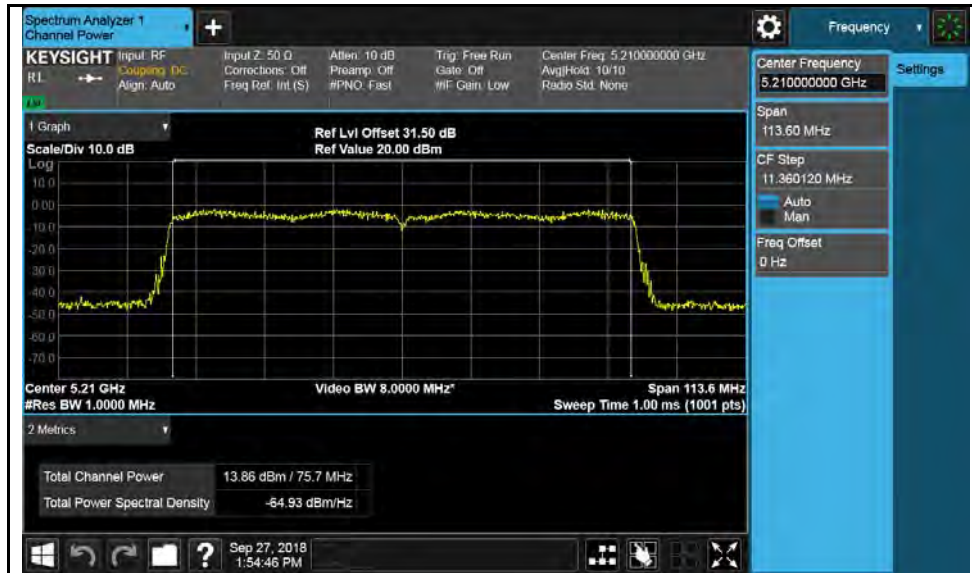 Spectrum Analyzer 1
Channel Power
+
Frequency
KEYSIGHT
RL
Input: RF
Coupling: DC
Align: Auto
Input Z: 50 Ω
Corrections: Off
Freq Ref: Int (S)
Atten: 10 dB
Preamp: Off
#PNO: Fast
Trig: Free Run
Gate: Off
#IF Gain: Low
Center Freq: 5.210000000 GHz
Avg|Hold: 10/10
Radio Std: None
Center Frequency
5.210000000 GHz
Settings
Span
113.60 MHz
CF Step
11.360120 MHz
Auto
Man
Freq Offset
0 Hz
1 Graph
Scale/Div 10.0 dB
Ref Lvl Offset 31.50 dB
Ref Value 20.00 dBm
Log
10.0
0.00
-10.0
-20.0
-30.0
-40.0
-50.0
-60.0
-70.0
Center 5.21 GHz
#Res BW 1.0000 MHz
Video BW 8.0000 MHz*
Span 113.6 MHz
Sweep Time 1.00 ms (1001 pts)
2 Metrics
Total Channel Power 13.86 dBm / 75.7 MHz
Total Power Spectral Density -64.93 dBm/Hz
?
Sep 27, 2018
1:54:46 PM